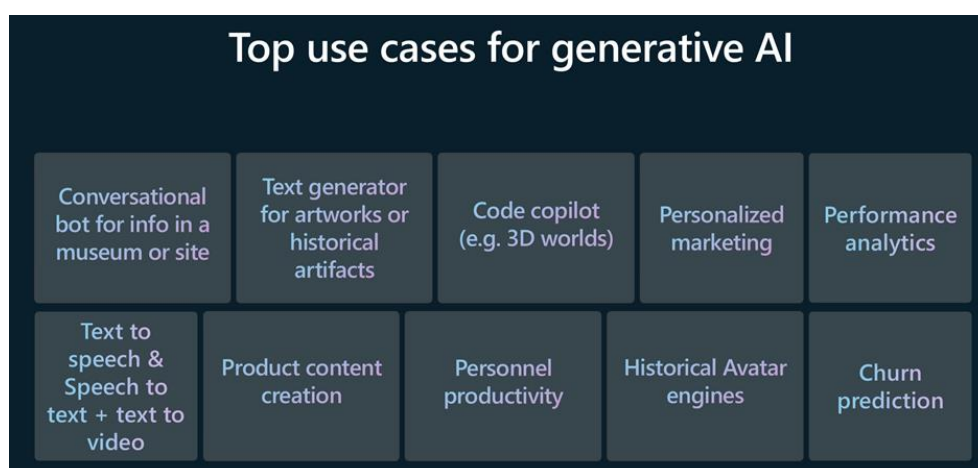 Top use cases for generative AI
Conversational
bot for info in a
museum or site
Text generator
for artworks or
historical
artifacts
Code copilot
(e.g. 3D worlds)
Personalized
marketing
Performance
analytics
Text to
speech &
Speech to
text + text to
video
Product content
creation
Personnel
productivity
Historical Avatar
engines
Churn
prediction